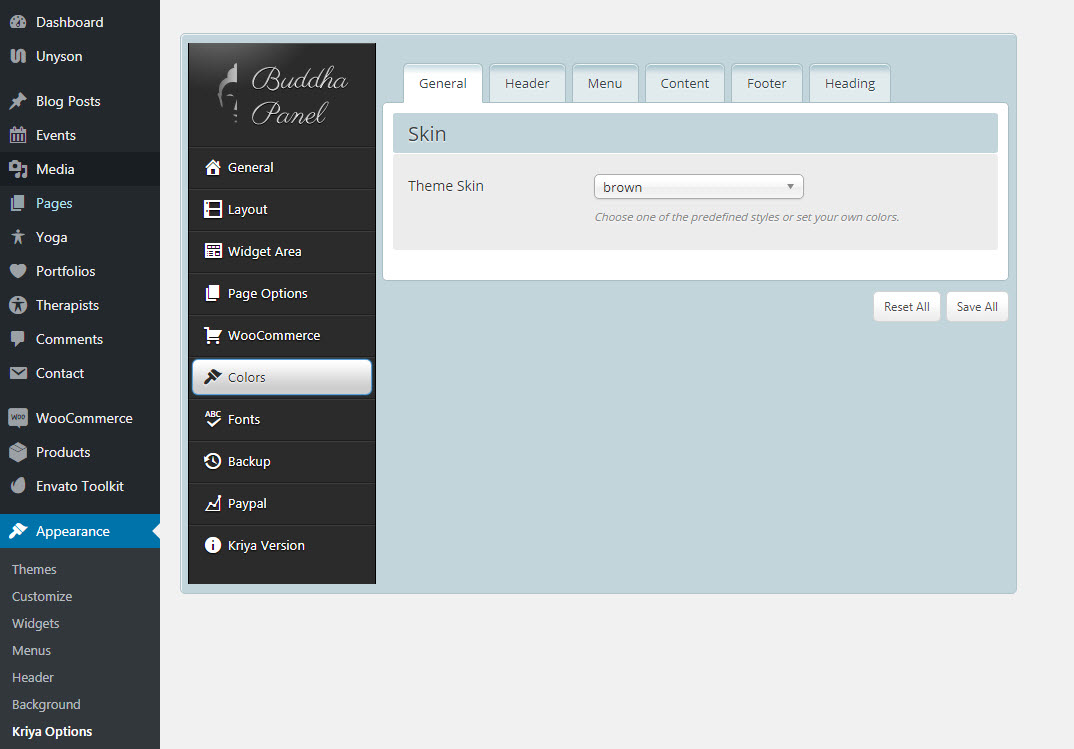 Dashboard
Unyson
Blog Posts
Events
Media
Pages
Yoga
Portfolios
Therapists
Comments
Contact
WOO WooCommerce
Products
Envato Toolkit
Appearance
Themes
Customize
Widgets
Menus
Header
Background
Kriya Options
Buddha
Panel
General
Layout
Widget Area
Page Options
WooCommerce
Colors
ABC Fonts
Backup
Paypal
Kriya Version
General Header Menu Content Footer Heading
Skin
Theme Skin brown
Choose one of the predefined styles or set your own colors.
Reset All Save All